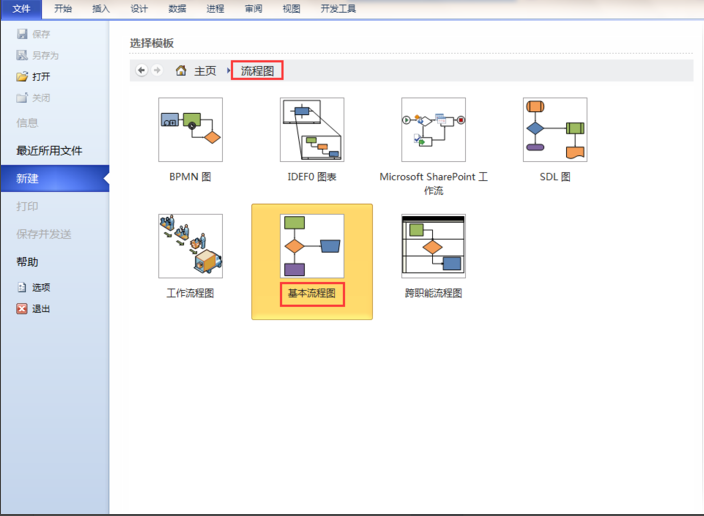 文件 开始 插入 设计 数据 进程 审阅 视图 开发工具
保存
另存为
打开
关闭
信息
最近所用文件
新建
打印
保存并发送
帮助
选项
退出
选择模板
主页 流程图
BPMN 图
IDEF0 图表
Microsoft SharePoint 工
作流
SDL 图
工作流程图
基本流程图
跨职能流程图